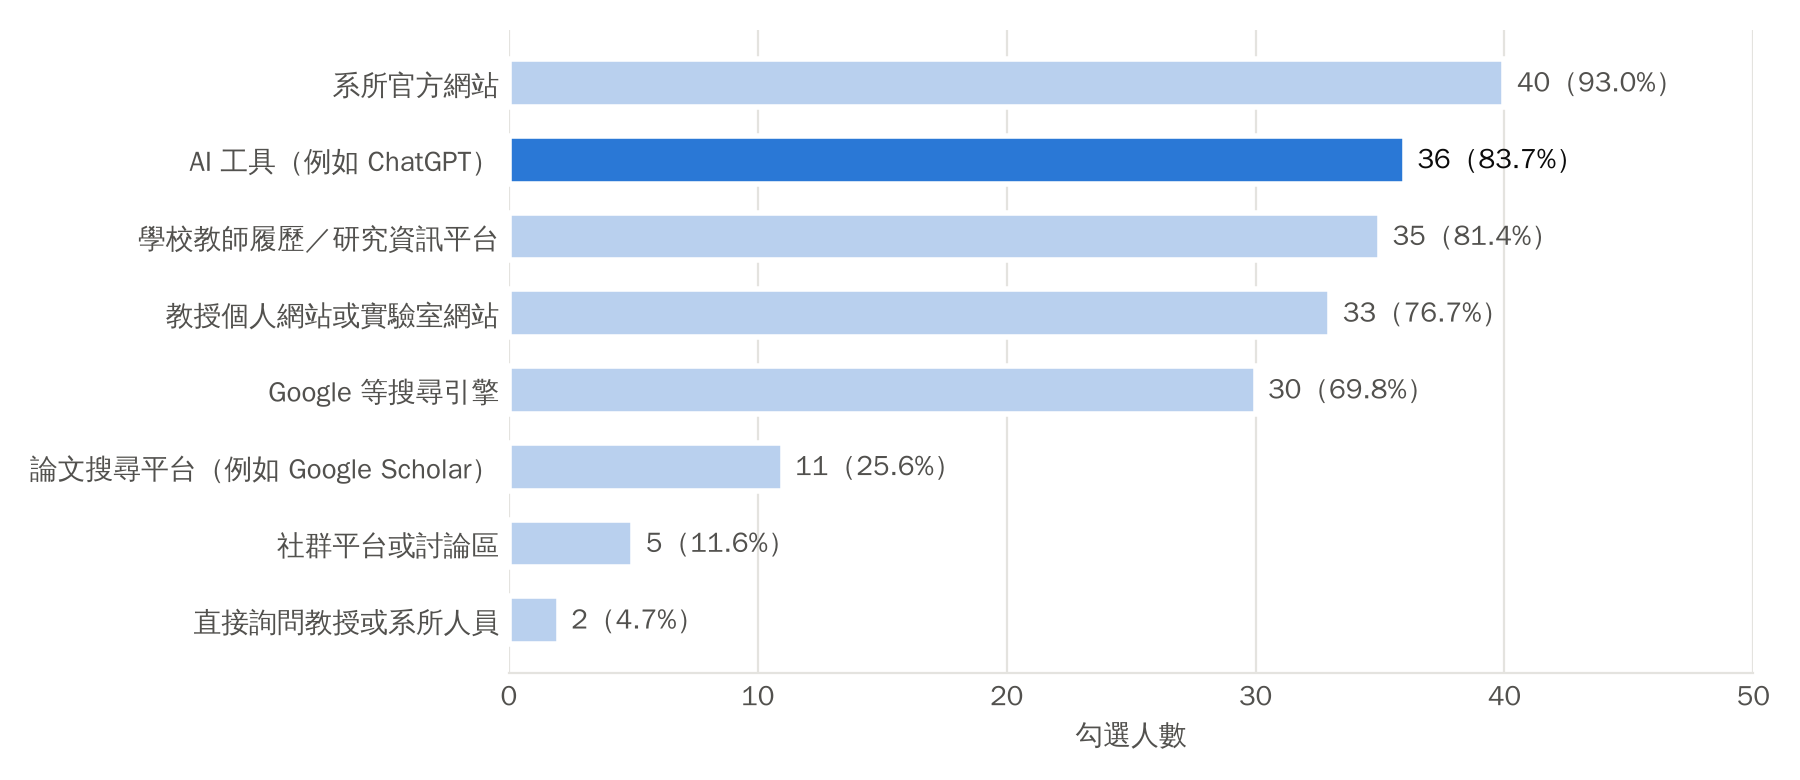 系所官方網站 40（93.0%）
AI 工具（例如 ChatGPT） 36（83.7%）
學校教師履歷／研究資訊平台 35（81.4%）
教授個人網站或實驗室網站 33（76.7%）
Google 等搜尋引擎 30（69.8%）
論文搜尋平台（例如 Google Scholar） 11（25.6%）
社群平台或討論區 5（11.6%）
直接詢問教授或系所人員 2（4.7%）
0 10 20 30 40 50
勾選人數